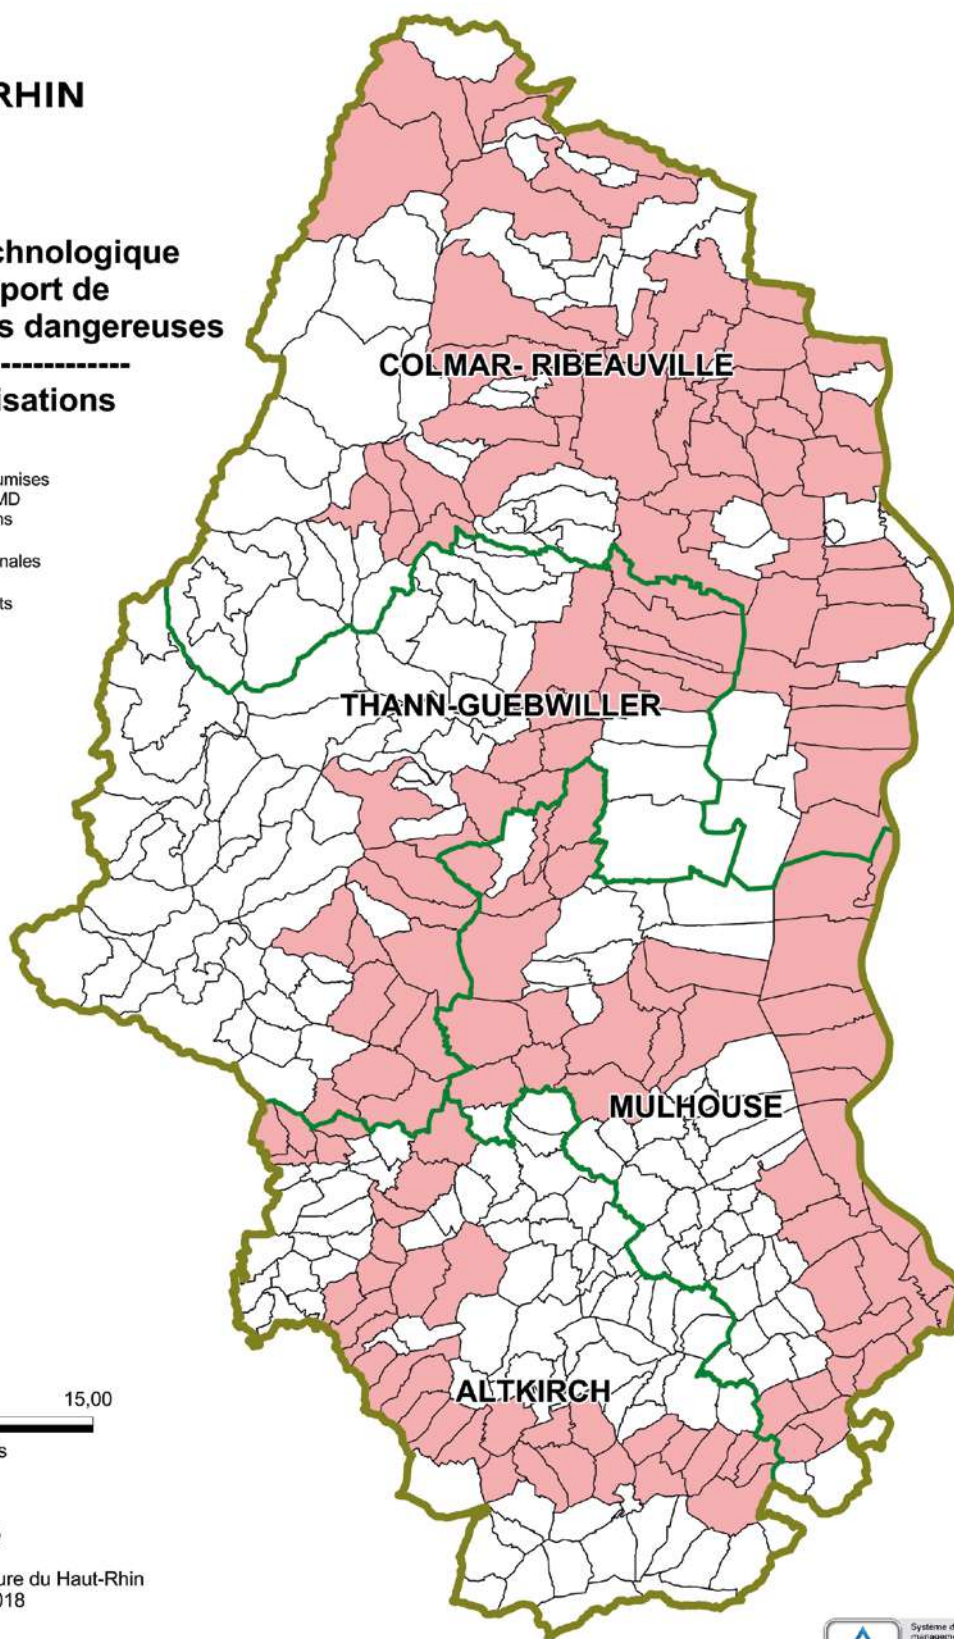 RHIN
chnologique
port de
s dangereuses
------------
isations
umises
MD
ns
nales
ts
COLMAR- RIBEAUVILLE
THANN-GUEBWILLER
MULHOUSE
ALTKIRCH
15,00
s
ure du Haut-Rhin
018
Système d